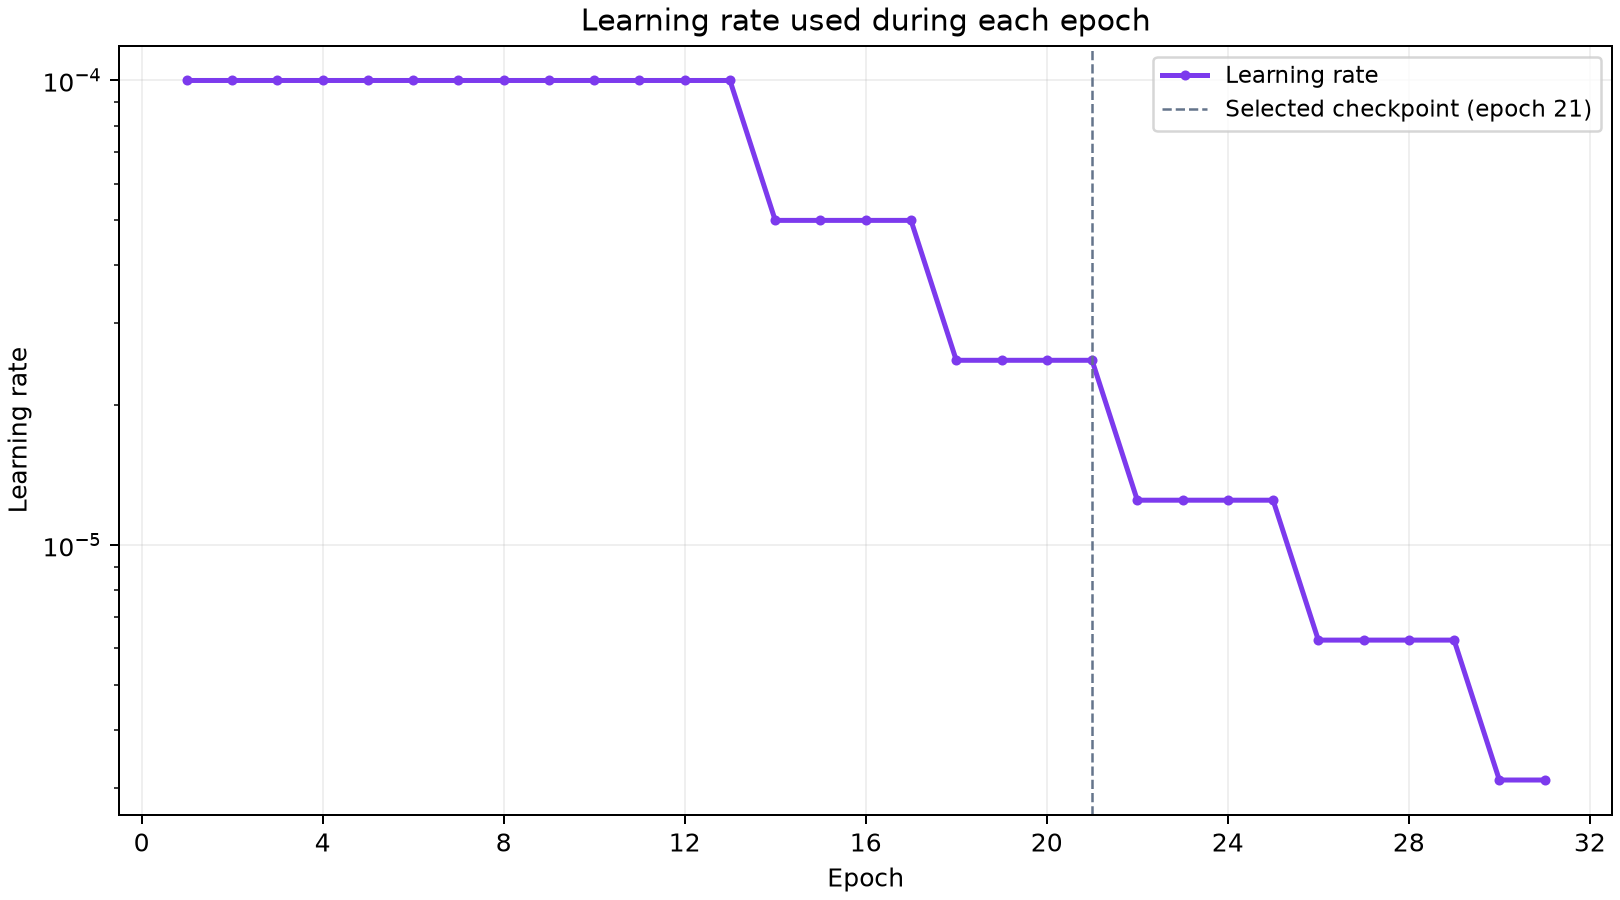 Learning rate used during each epoch
Learning rate
Selected checkpoint (epoch 21)
Learning rate
10⁻⁴
10⁻⁵
0 4 8 12 16 20 24 28 32
Epoch